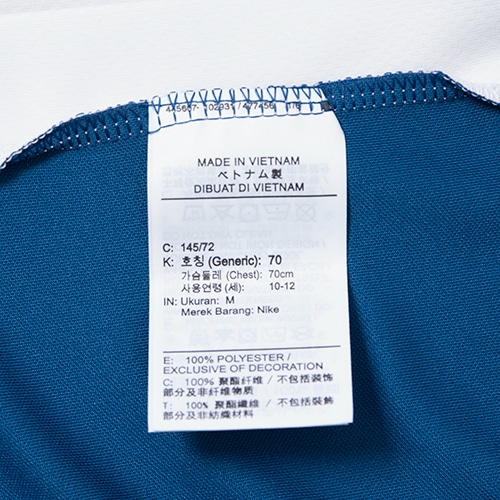 MADE IN VIETNAM
ベトナム製
DIBUAT DI VIETNAM
C: 145/72
K: 호칭 (Generic): 70
가슴둘레 (Chest): 70cm
사용연령 (세): 10-12
IN: Ukuran: M
Merek Barang: Nike
E: 100% POLYESTER /
EXCLUSIVE OF DECORATION
C: 100% 聚酯纤维 / 不包括装饰
部分及非纤维物质
T: 100% 聚酯纖維 / 不包括裝飾
部分及非紡織材料